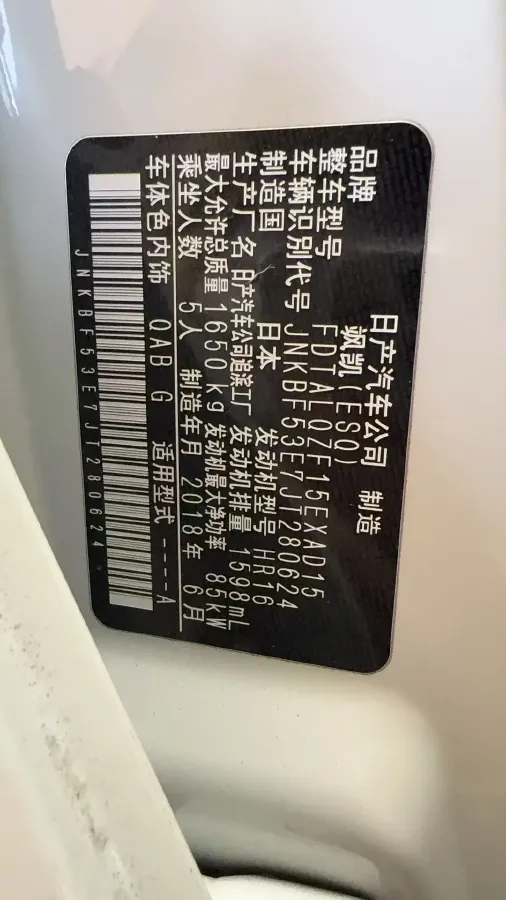 日产汽车公司 制造
品牌 飒凯(ESQ)
整车型号 FDTALQZF15EXAD15
车辆识别代号 JNKBF53E7JT280624
制造国 日本 发动机型号 HR16
生产厂名 日产汽车公司追滨工厂 发动机排量 1598mL
最大允许总质量 1650kg 发动机最大净功率 85kW
乘坐人数 5人 制造年月 2018年 6月
车体色内饰 QAB G 适用型式 ----A
JNKBF53E7JT280624